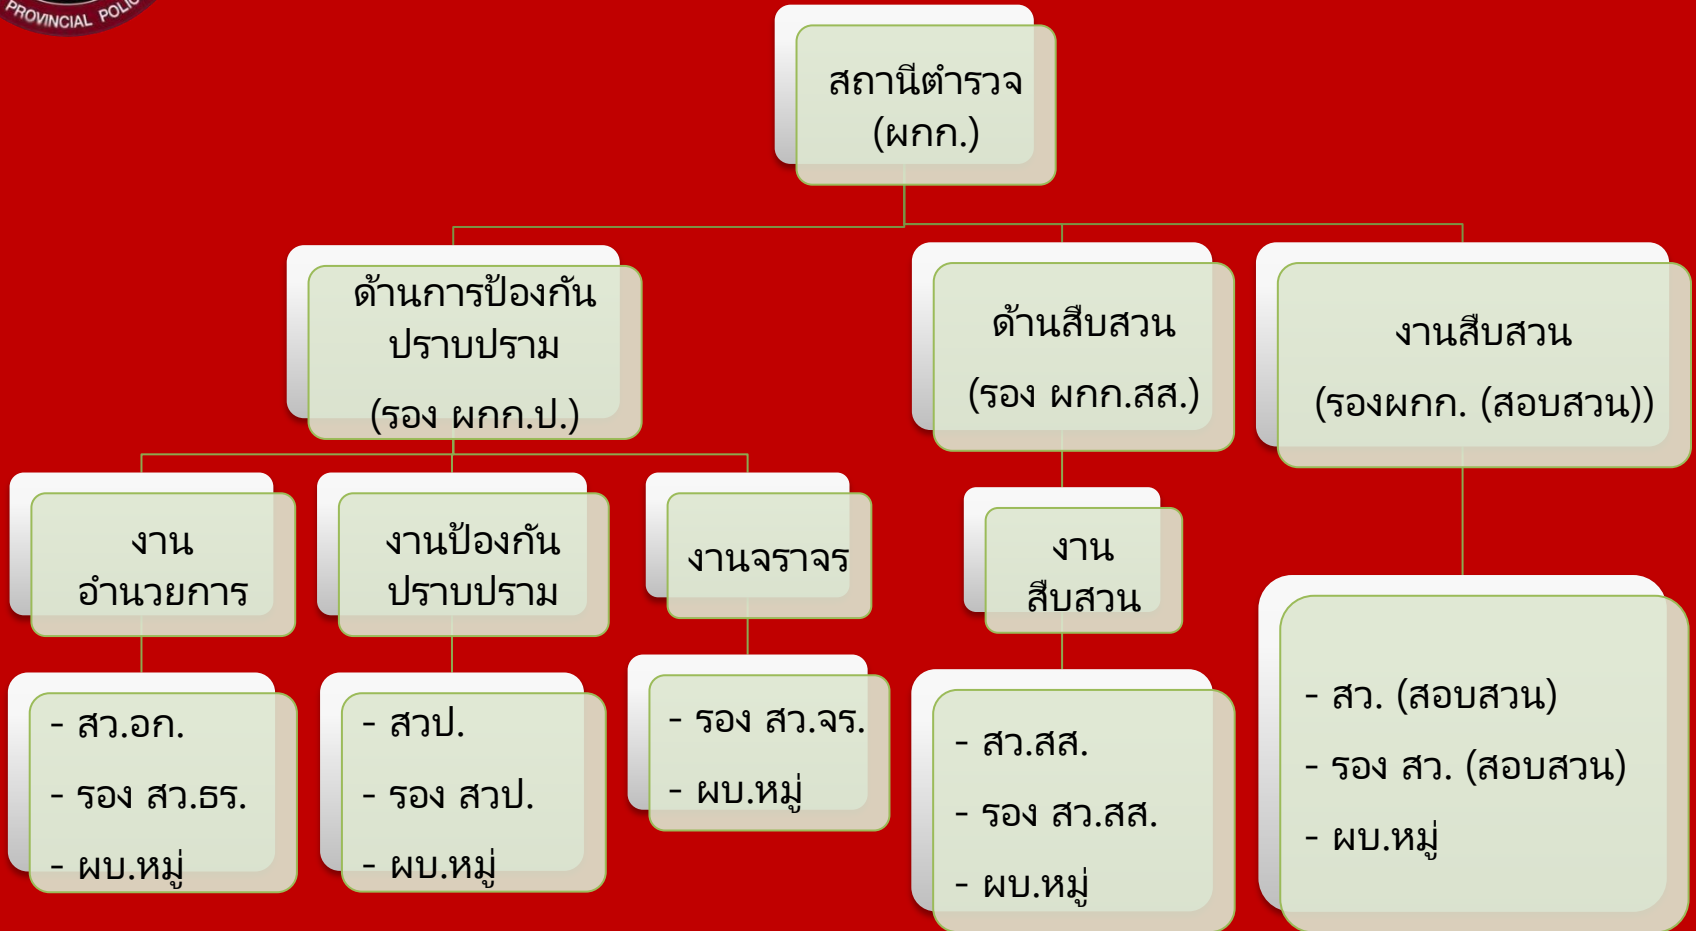 PROVINCIAL
สถานีตำรวจ
(ผกก.)
ด้านการป้องกัน
ปราบปราม
(รอง ผกก.ป.)
ด้านสืบสวน
(รอง ผกก.สส.)
งานสืบสวน
(รองผกก. (สอบสวน))
งาน
อำนวยการ
งานป้องกัน
ปราบปราม
งานจราจร
งาน
สืบสวน
- สว.อก.
- รอง สว.ธร.
- ผบ.หมู่
- สวป.
- รอง สวป.
- ผบ.หมู่
- รอง สว.จร.
- ผบ.หมู่
- สว.สส.
- รอง สว.สส.
- ผบ.หมู่
- สว. (สอบสวน)
- รอง สว. (สอบสวน)
- ผบ.หมู่